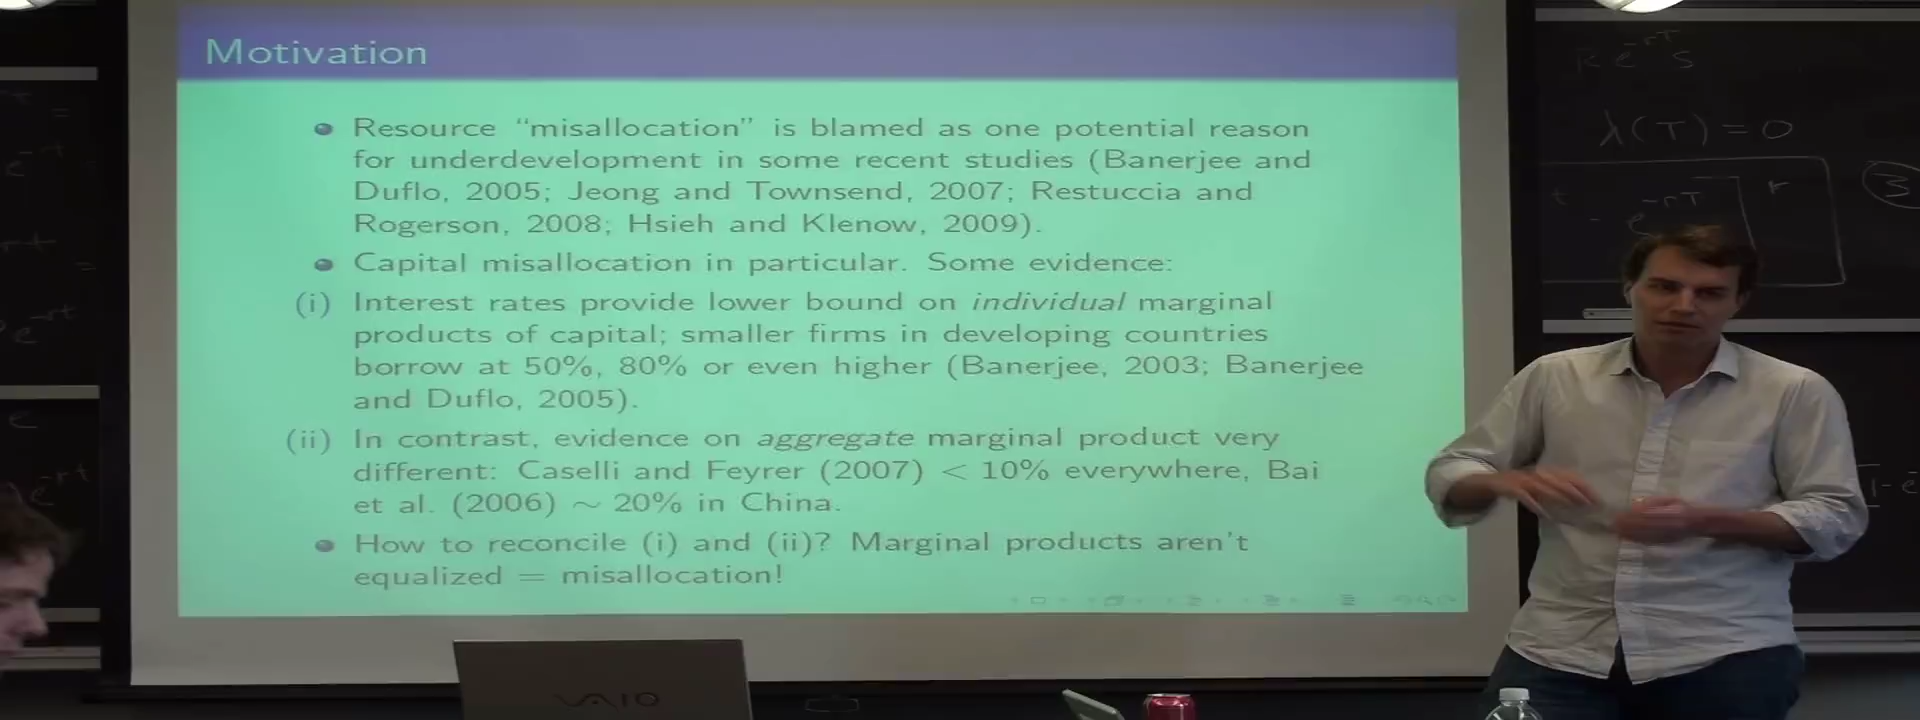 Motivation
Resource “misallocation” is blamed as one potential reason
for underdevelopment in some recent studies (Banerjee and
Duflo, 2005; Jeong and Townsend, 2007; Restuccia and
Rogerson, 2008; Hsieh and Klenow, 2009).
Capital misallocation in particular. Some evidence:
(i) Interest rates provide lower bound on individual marginal
products of capital; smaller firms in developing countries
borrow at 50%, 80% or even higher (Banerjee, 2003; Banerjee
and Duflo, 2005).
(ii) In contrast, evidence on aggregate marginal product very
different: Caselli and Feyrer (2007) < 10% everywhere, Bai
et al. (2006) ∼ 20% in China.
How to reconcile (i) and (ii)? Marginal products aren't
equalized = misallocation!
λ(T) = 0
e^-rT
r
3
VAIO